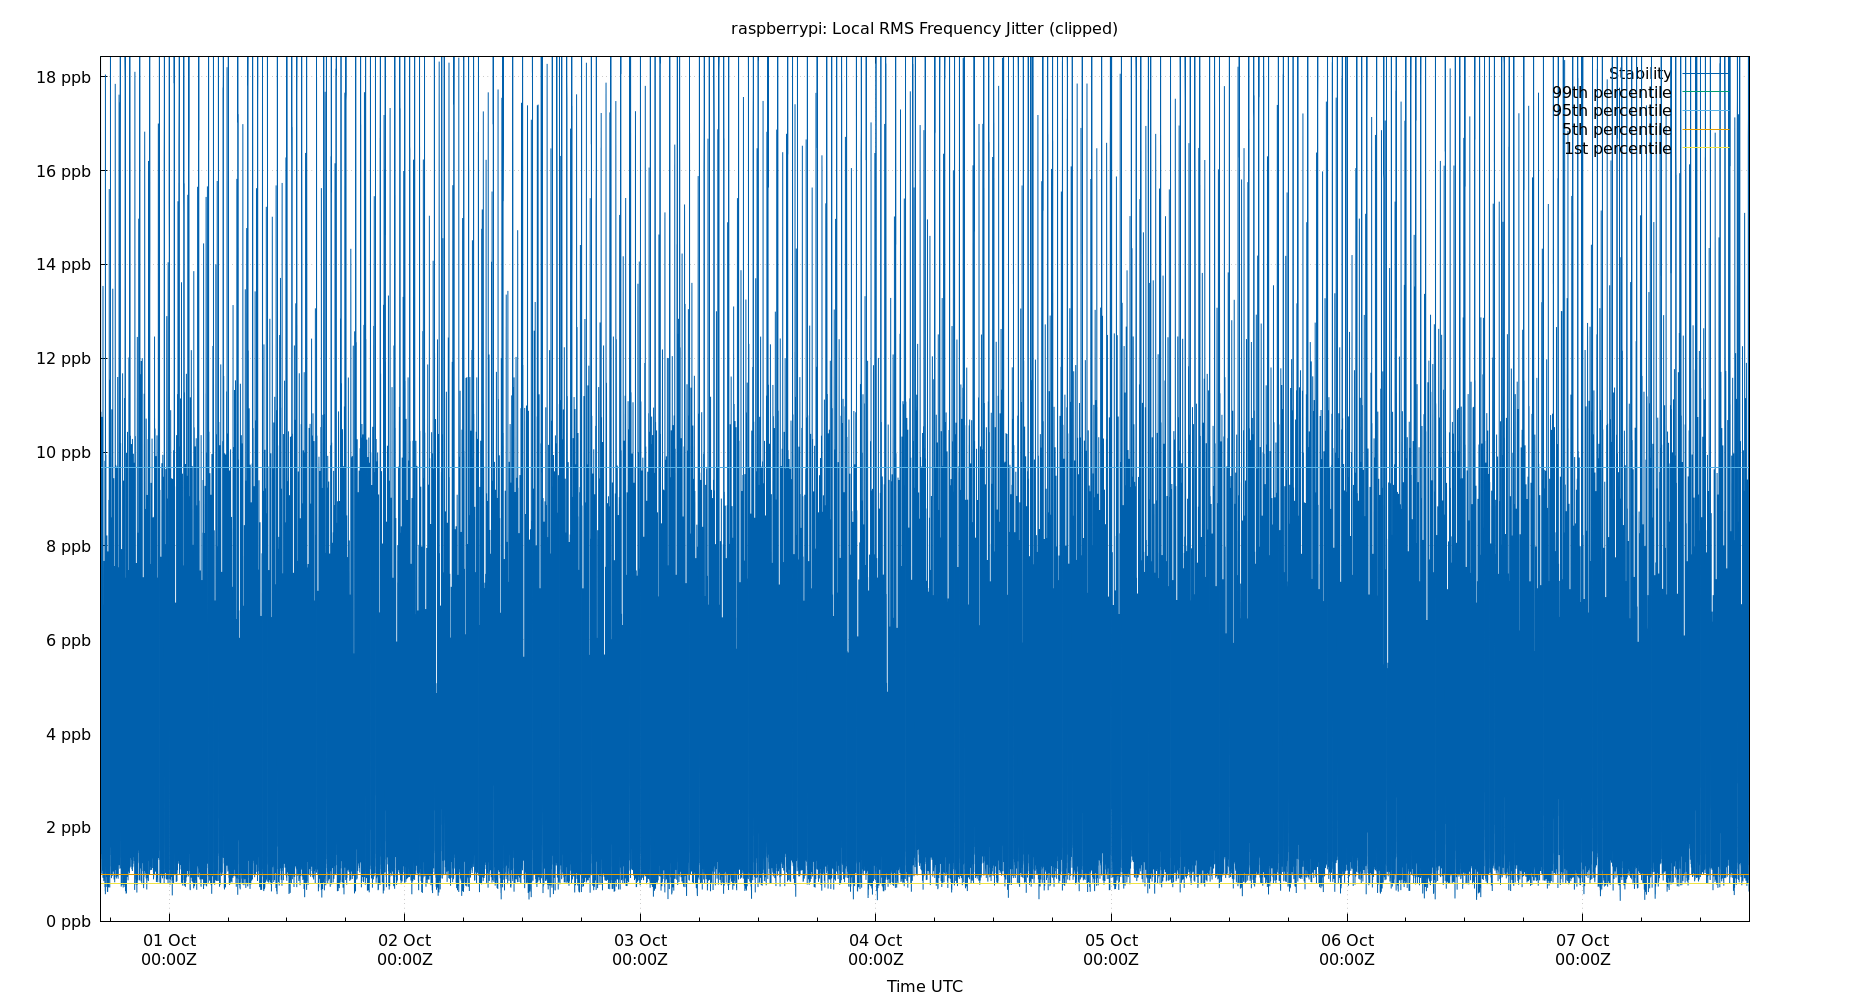 raspberrypi: Local RMS Frequency Jitter (clipped)
18 ppb
16 ppb
14 ppb
12 ppb
10 ppb
8 ppb
6 ppb
4 ppb
2 ppb
0 ppb
Stability
99th percentile
95th percentile
5th percentile
1st percentile
01 Oct
00:00Z
02 Oct
00:00Z
03 Oct
00:00Z
04 Oct
00:00Z
05 Oct
00:00Z
06 Oct
00:00Z
07 Oct
00:00Z
Time UTC